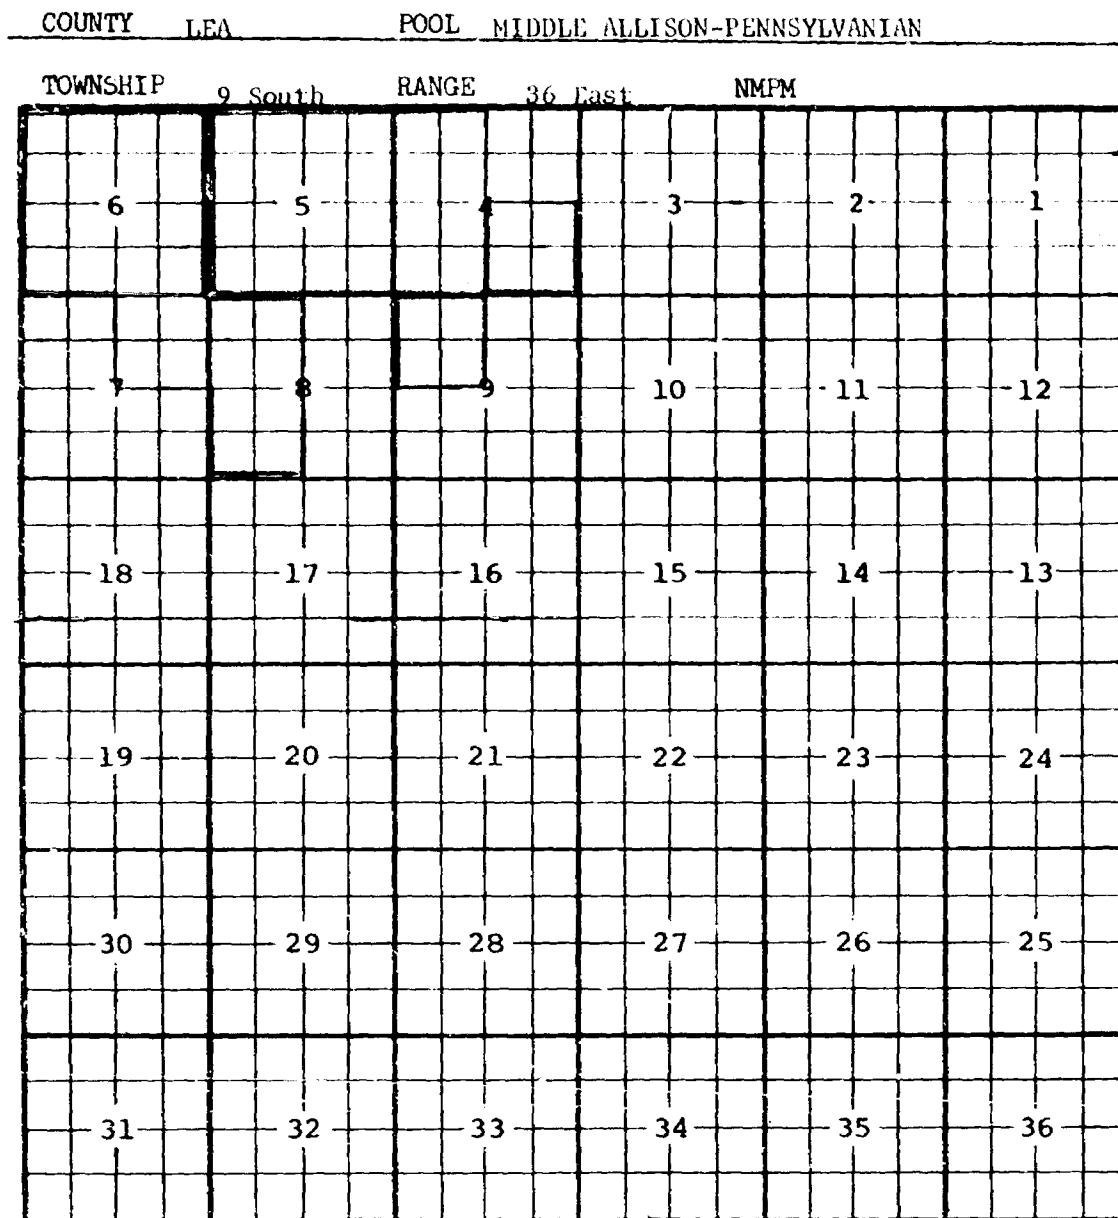 COUNTY LEA POOL MIDDLE ALLISON-PENNSYLVANIAN
TOWNSHIP 9 South RANGE 36 East NMPM
6 5 4 3 2 1
7 8 9 10 11 12
18 17 16 15 14 13
19 20 21 22 23 24
30 29 28 27 26 25
31 32 33 34 35 36